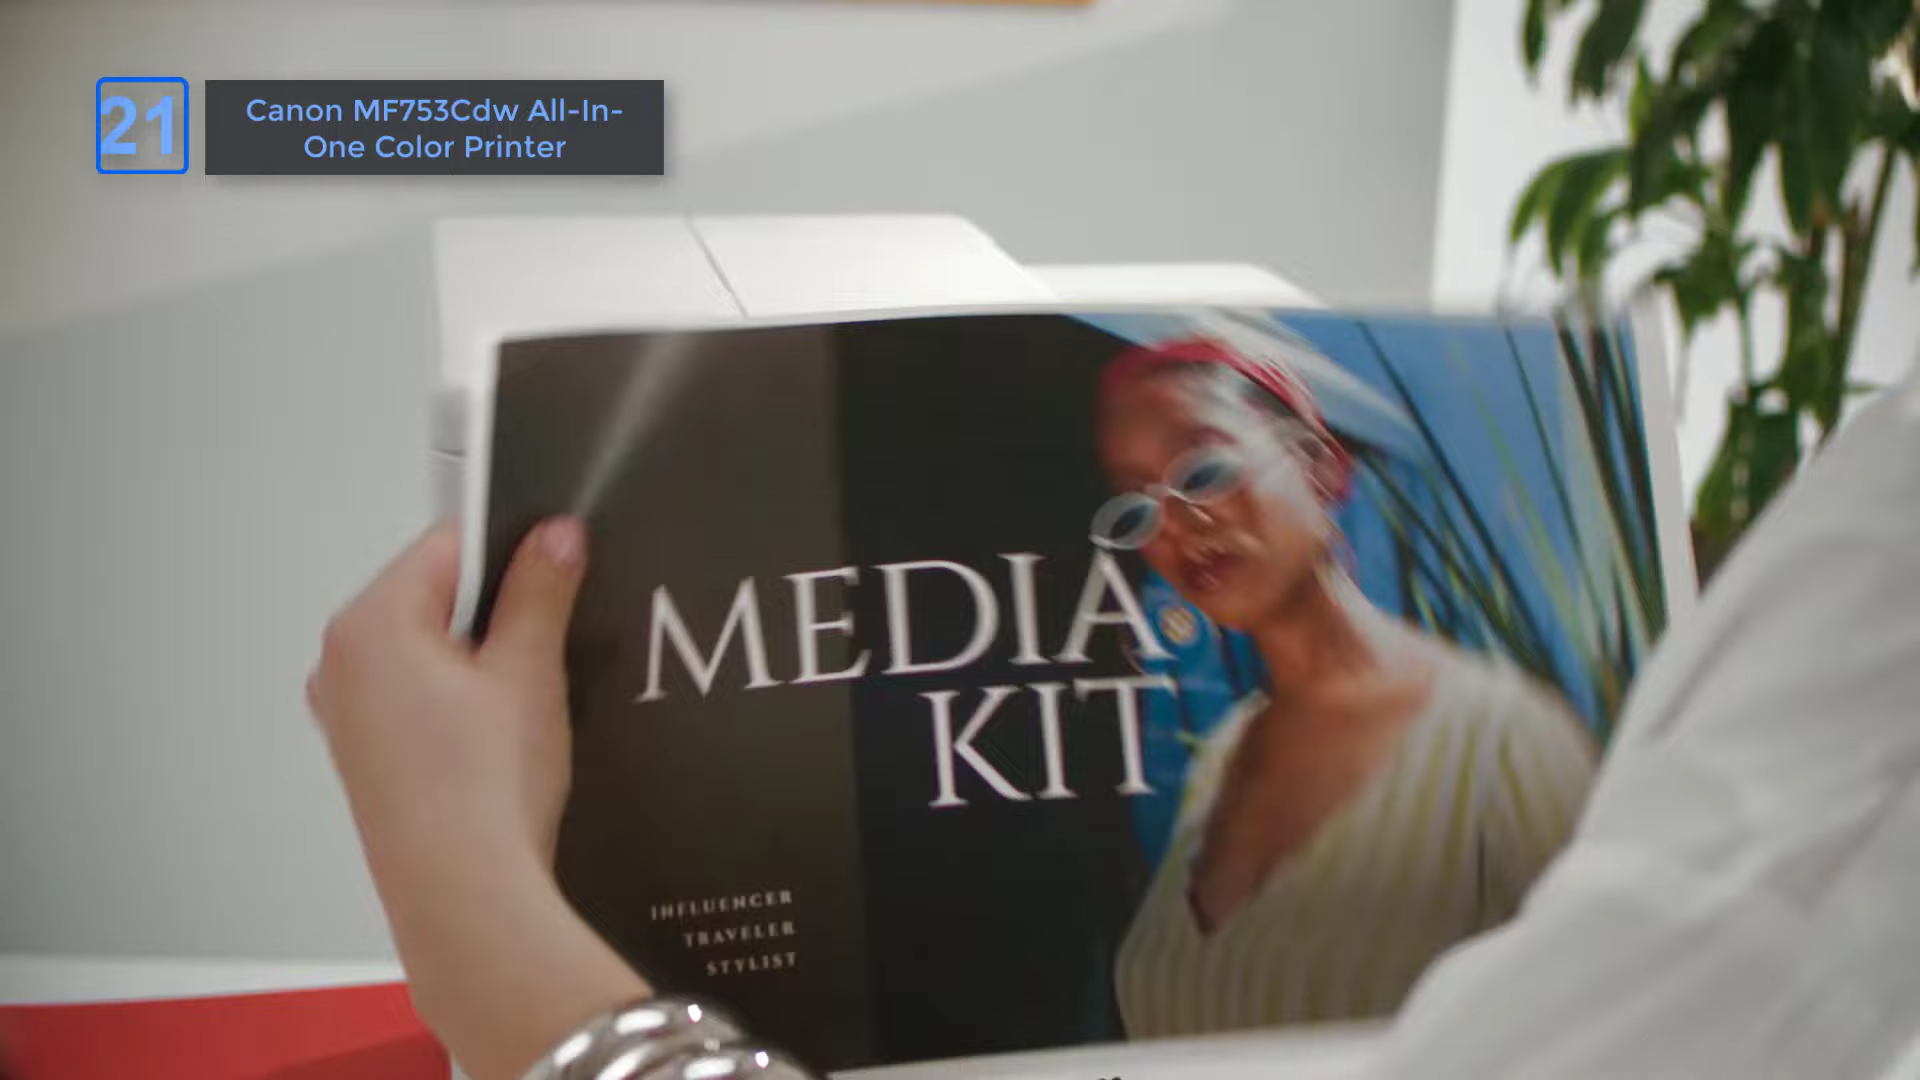 21
Canon MF753Cdw All-In-
One Color Printer
MEDIA
KIT
INFLUENCER
TRAVELER
STYLIST